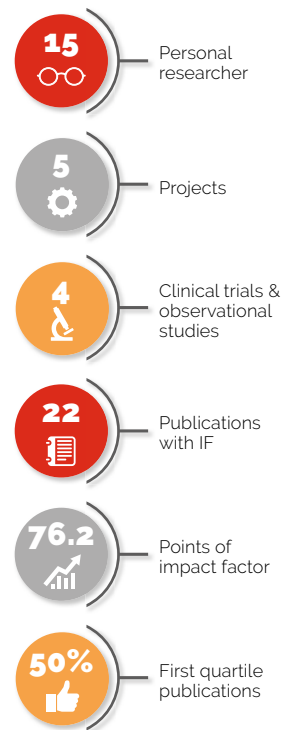 15
Personal
researcher
5
Projects
4
Clinical trials &
observational
studies
22
Publications
with IF
76.2
Points of
impact factor
50%
First quartile
publications